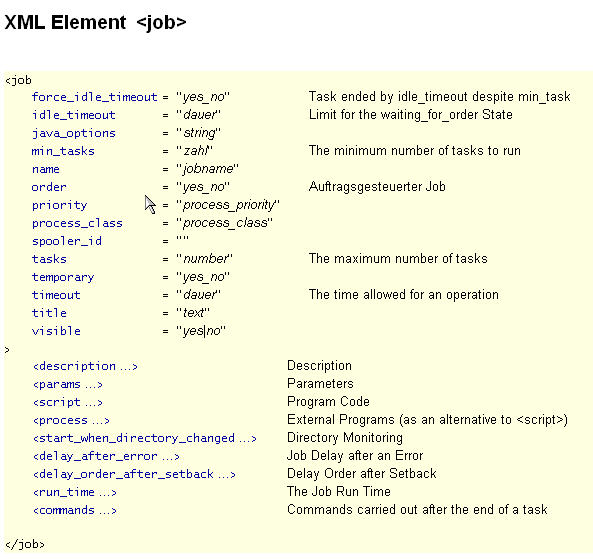 XML Element <job>
<job
force_idle_timeout = "yes_no" Task ended by idle_timeout despite min_task
idle_timeout = "dauer" Limit for the waiting_for_order State
java_options = "string"
min_tasks = "zahl" The minimum number of tasks to run
name = "jobname"
order = "yes_no" Auftragsgesteuerter Job
priority = "process_priority"
process_class = "process_class"
spooler_id = ""
tasks = "number" The maximum number of tasks
temporary = "yes_no"
timeout = "dauer" The time allowed for an operation
title = "text"
visible = "yes|no"
>
<description ...> Description
<params ...> Parameters
<script ...> Program Code
<process ...> External Programs (as an alternative to <script>)
<start_when_directory_changed ...> Directory Monitoring
<delay_after_error ...> Job Delay after an Error
<delay_order_after_setback ...> Delay Order after Setback
<run_time ...> The Job Run Time
<commands ...> Commands carried out after the end of a task
</job>